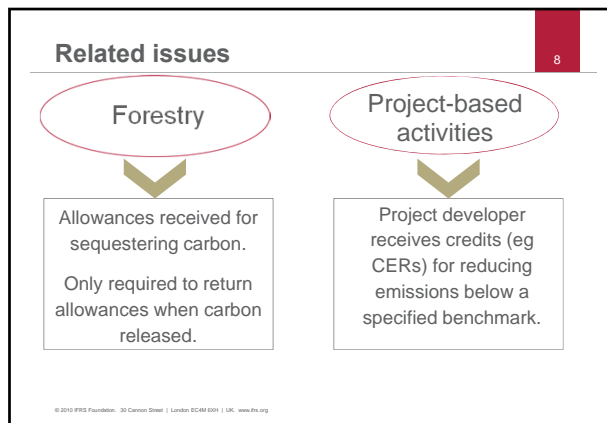 Related issues
8
Forestry
Project-based
activities
Allowances received for
sequestering carbon.
Only required to return
allowances when carbon
released.
Project developer
receives credits (eg
CERs) for reducing
emissions below a
specified benchmark.
© 2010 IFRS Foundation. 30 Cannon Street | London EC4M 6XH | UK. www.ifrs.org